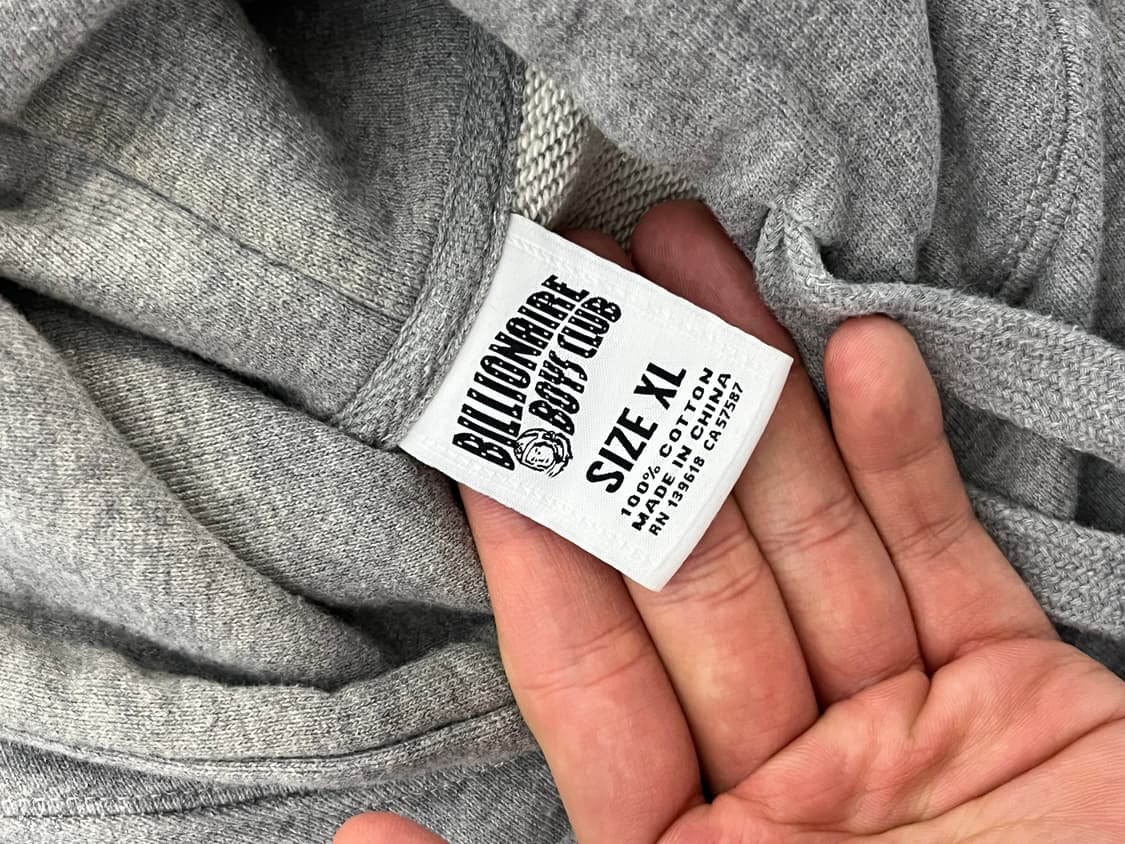 BILLIONAIRE
BOYS CLUB
SIZE XL
100% COTTON
MADE IN CHINA
RN 139618 CA57587